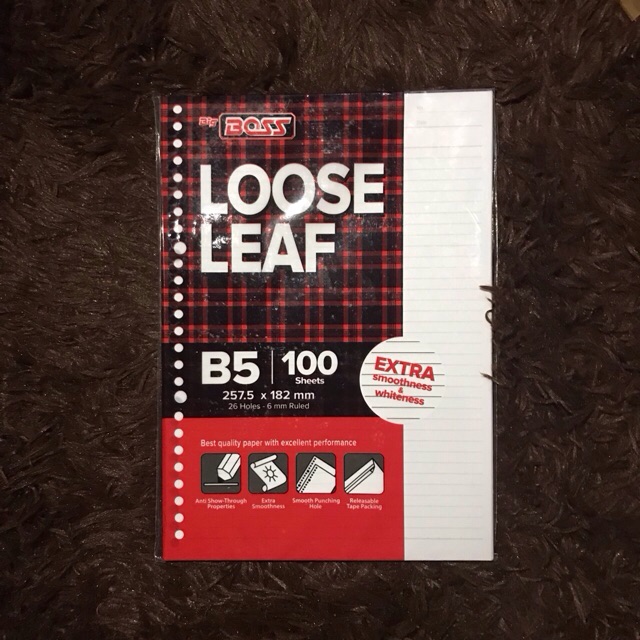 Big BOSS
LOOSE
LEAF
B5 | 100
Sheets
257.5 x 182 mm
26 Holes - 6 mm Ruled
EXTRA
smoothness
&
whiteness
Best quality paper with excellent performance
Anti Show-Through
Properties
Extra
Smoothness
Smooth Punching
Hole
Releasable
Tape Packing